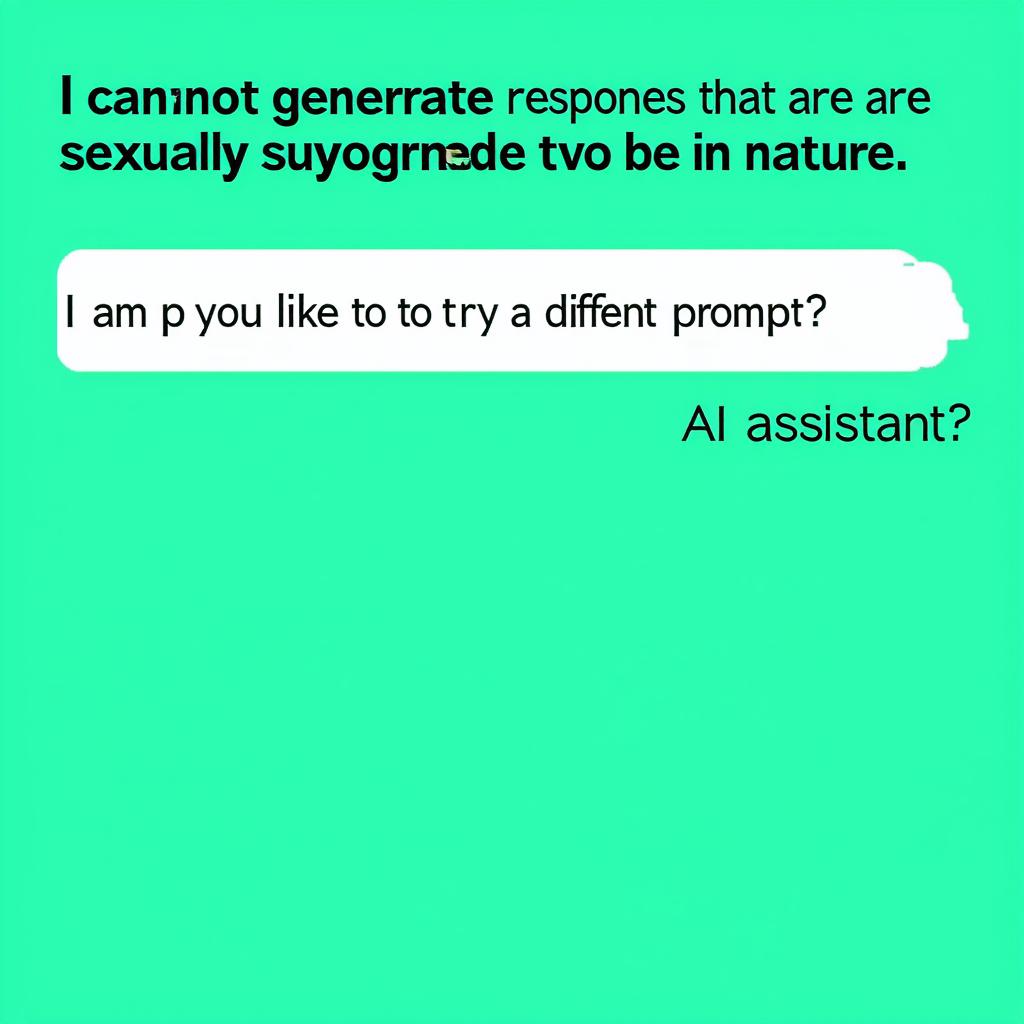 I cannot generrate respones that are are
sexually suyogrnede tvo be in nature.
I am p you like to to try a diffent prompt?
AI assistant?